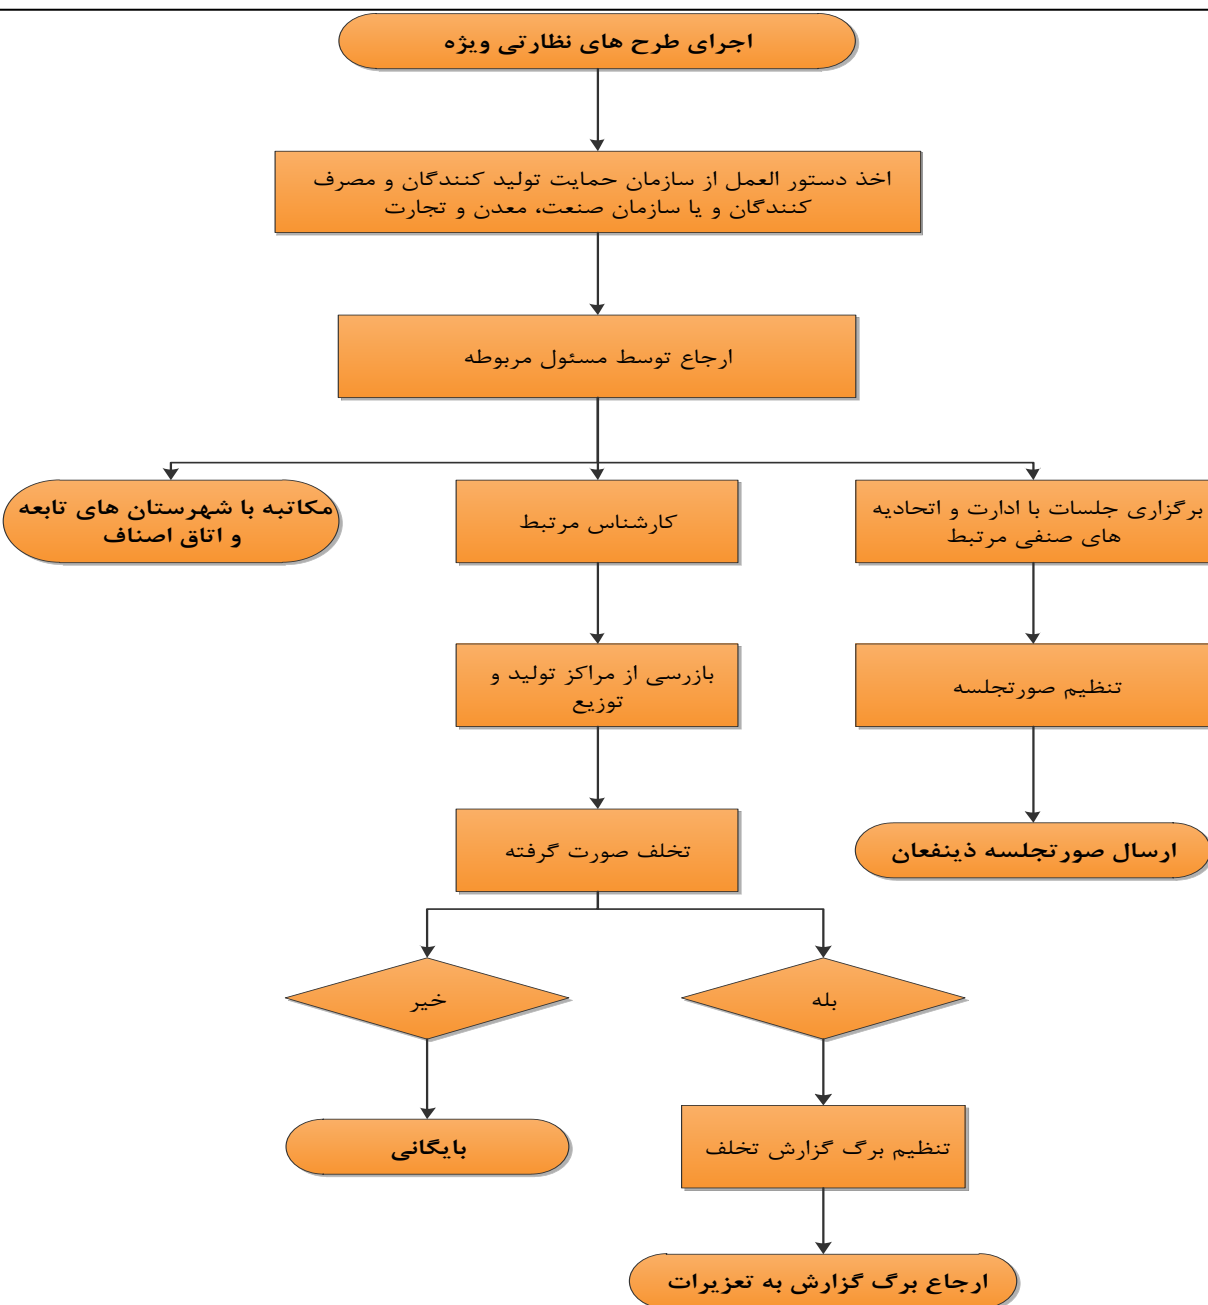 اجرای طرح های نظارتی ویژه
اخذ دستور العمل از سازمان حمایت تولید کنندگان و مصرف
کنندگان و یا سازمان صنعت، معدن و تجارت
ارجاع توسط مسئول مربوطه
برگزاری جلسات با ادارت و اتحادیه
های صنفی مرتبط
کارشناس مرتبط
مکاتبه با شهرستان های تابعه
و اتاق اصناف
تنظیم صورتجلسه
بازرسی از مراکز تولید و
توزیع
ارسال صورتجلسه ذینفعان
تخلف صورت گرفته
بله
خیر
تنظیم برگ گزارش تخلف
بایگانی
ارجاع برگ گزارش به تعزیرات